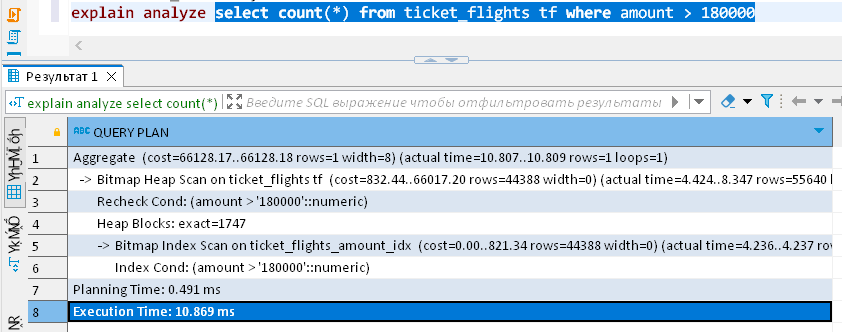 explain analyze select count(*) from ticket_flights tf where amount > 180000
Результат 1
explain analyze select count(*)
Введите SQL выражение чтобы отфильтровать результаты
ABC QUERY PLAN
1 Aggregate (cost=66128.17..66128.18 rows=1 width=8) (actual time=10.807..10.809 rows=1 loops=1)
2 -> Bitmap Heap Scan on ticket_flights tf (cost=832.44..66017.20 rows=44388 width=0) (actual time=4.424..8.347 rows=55640 l
3 Recheck Cond: (amount > '180000'::numeric)
4 Heap Blocks: exact=1747
5 -> Bitmap Index Scan on ticket_flights_amount_idx (cost=0.00..821.34 rows=44388 width=0) (actual time=4.236..4.237 rov
6 Index Cond: (amount > '180000'::numeric)
7 Planning Time: 0.491 ms
8 Execution Time: 10.869 ms